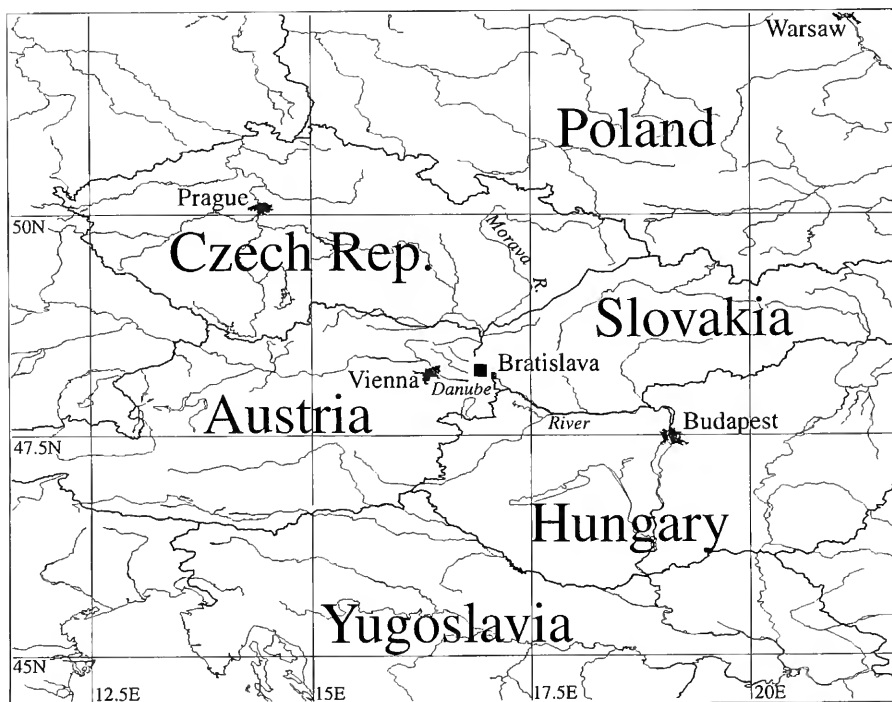 Warsaw
Poland
Prague
50N
Czech Rep.
Morava R.
Slovakia
Bratislava
Vienna
Danube
Austria
River
Budapest
47.5N
Hungary
Yugoslavia
45N
12.5E
15E
17.5E
20E